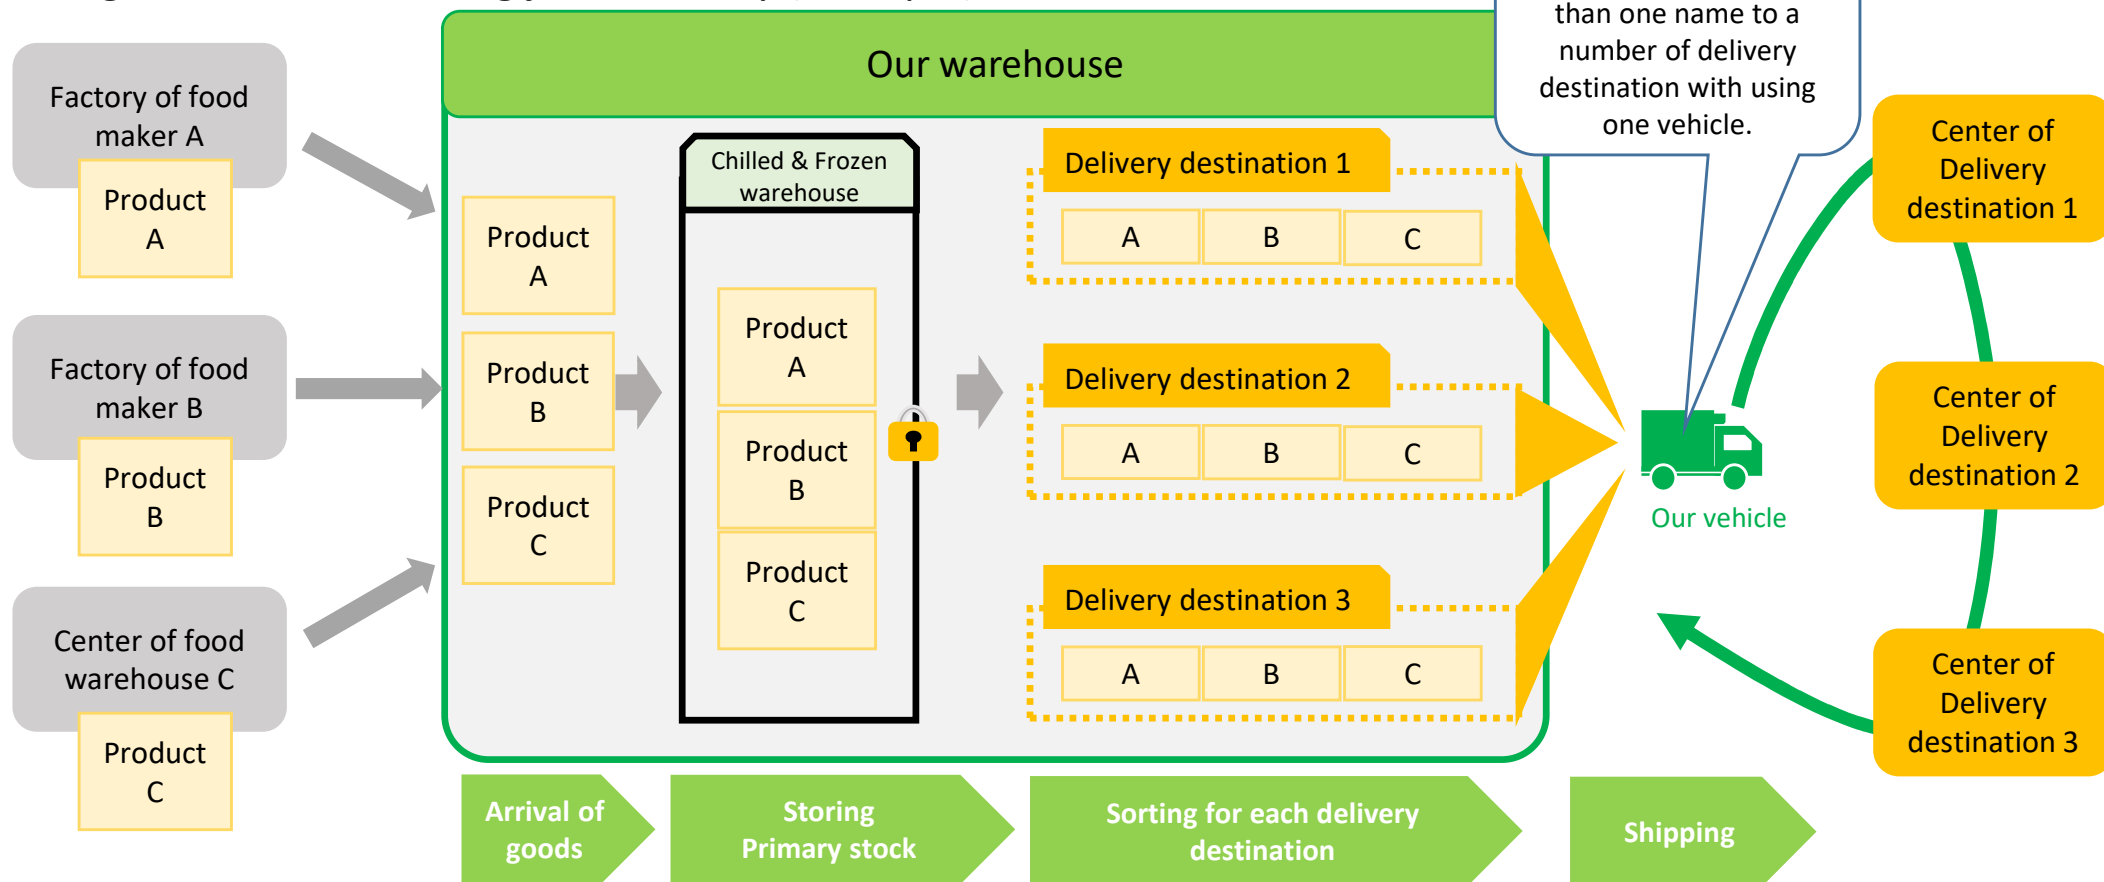 than one name to a
number of delivery
destination with using
one vehicle.
Our warehouse
Factory of food
maker A
Product
A
Factory of food
maker B
Product
B
Center of food
warehouse C
Product
C
Product
A
Product
B
Product
C
Chilled & Frozen
warehouse
Product
A
Product
B
Product
C
Delivery destination 1
A B C
Delivery destination 2
A B C
Delivery destination 3
A B C
Our vehicle
Center of
Delivery
destination 1
Center of
Delivery
destination 2
Center of
Delivery
destination 3
Arrival of
goods
Storing
Primary stock
Sorting for each delivery
destination
Shipping